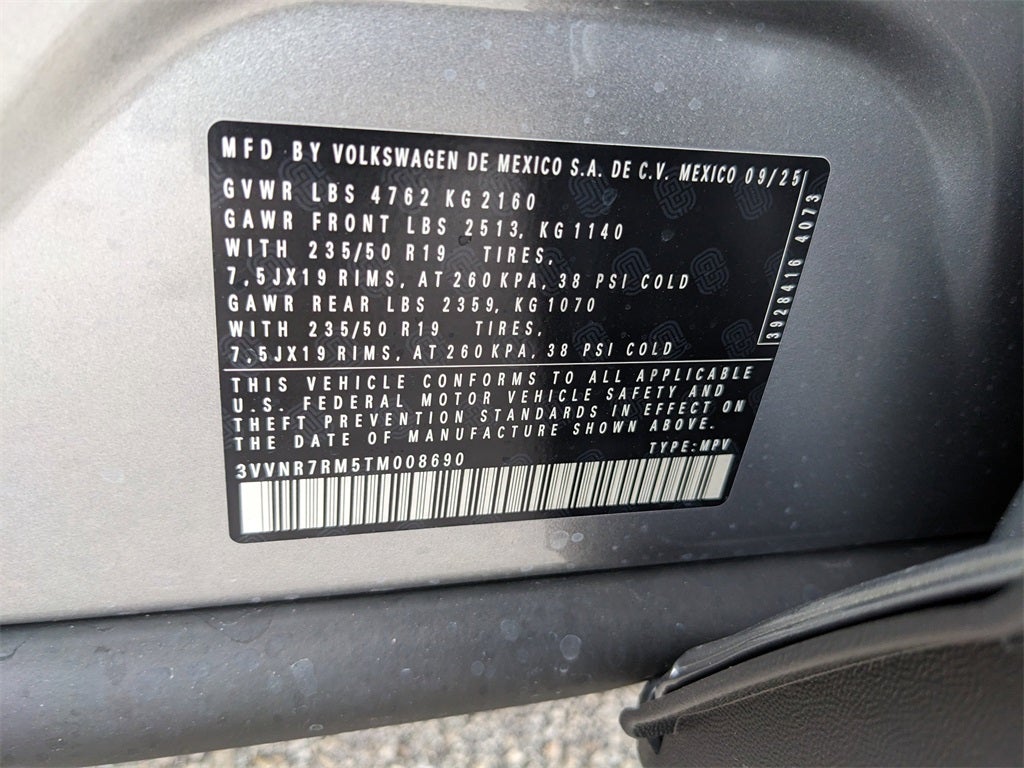 MFD BY VOLKSWAGEN DE MEXICO S.A. DE C.V. MEXICO 09/25
GVWR LBS 4762 KG 2160
GAWR FRONT LBS 2513, KG 1140
WITH 235/50 R19 TIRES,
7,5JX19 RIMS, AT 260 KPA, 38 PSI COLD
GAWR REAR LBS 2359, KG 1070
WITH 235/50 R19 TIRES,
7,5JX19 RIMS, AT 260 KPA, 38 PSI COLD
3928416 4073
THIS VEHICLE CONFORMS TO ALL APPLICABLE
U.S. FEDERAL MOTOR VEHICLE SAFETY AND
THEFT PREVENTION STANDARDS IN EFFECT ON
THE DATE OF MANUFACTURE SHOWN ABOVE.
TYPE: MPV
3VVNR7RM5TM008690